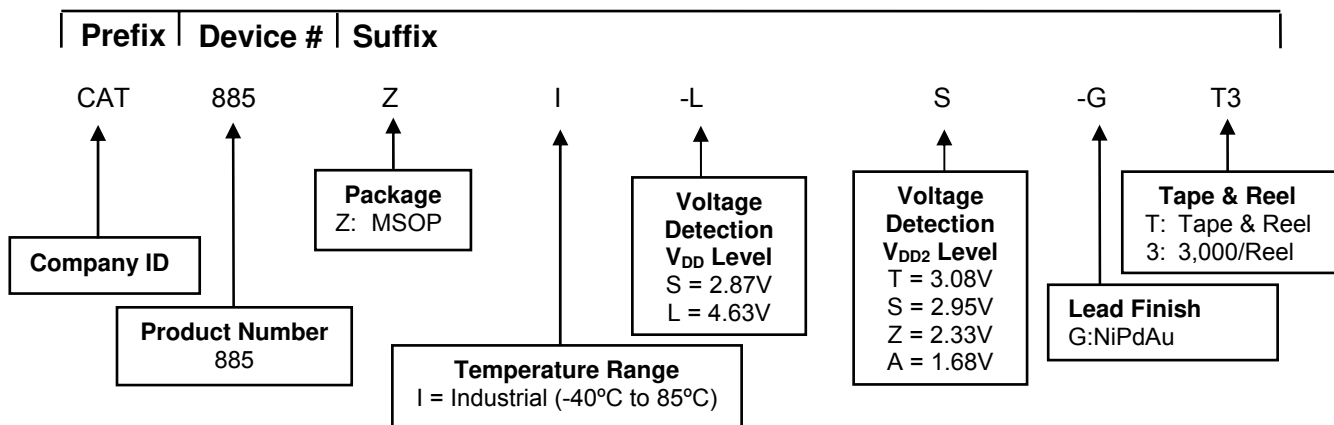 Prefix Device # Suffix
CAT 885 Z I -L S -G T3
Company ID
Product Number
885
Package
Z: MSOP
Temperature Range
I = Industrial (-40ºC to 85ºC)
Voltage
Detection
VDD Level
S = 2.87V
L = 4.63V
Voltage
Detection
VDD2 Level
T = 3.08V
S = 2.95V
Z = 2.33V
A = 1.68V
Lead Finish
G:NiPdAu
Tape & Reel
T: Tape & Reel
3: 3,000/Reel